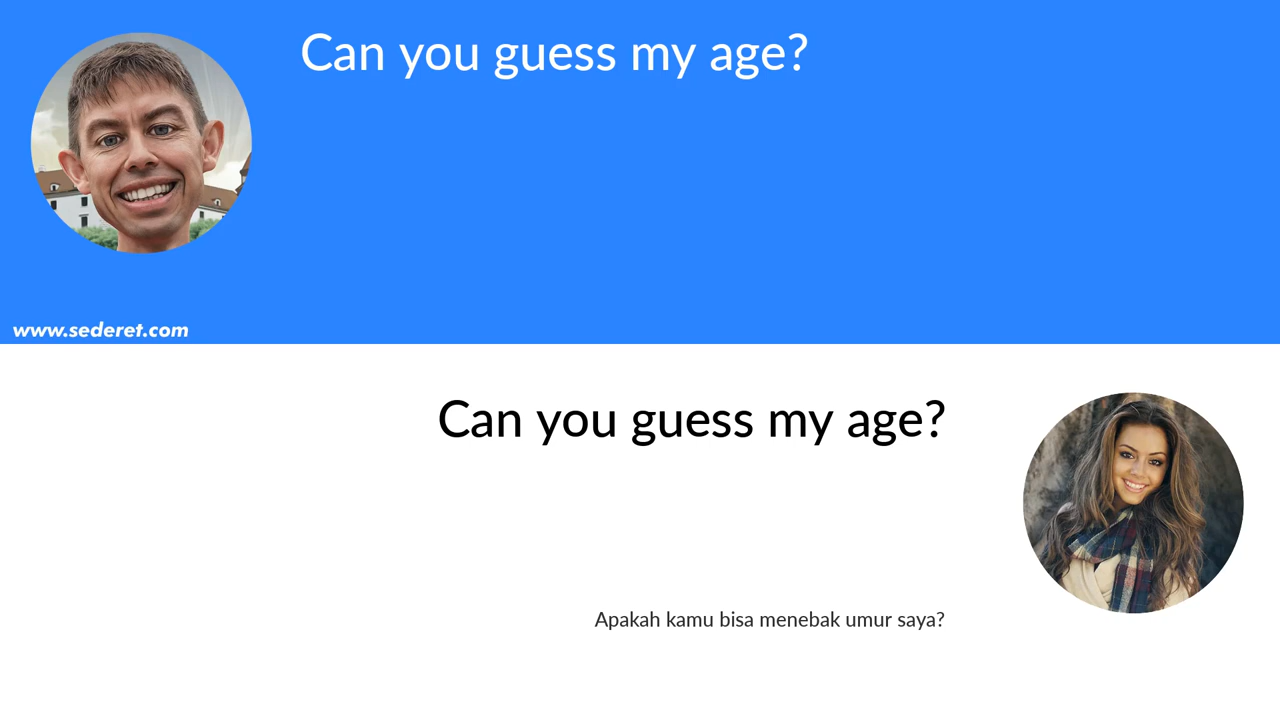 Can you guess my age?
www.sederet.com
Can you guess my age?
Apakah kamu bisa menebak umur saya?